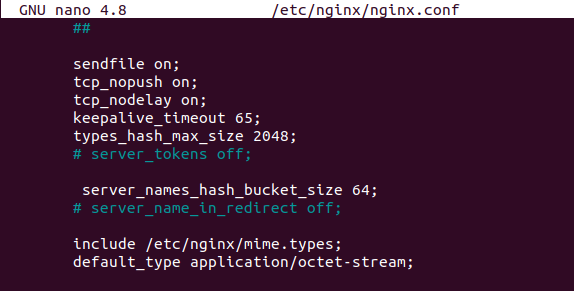 GNU nano 4.8 /etc/nginx/nginx.conf
##
sendfile on;
tcp_nopush on;
tcp_nodelay on;
keepalive_timeout 65;
types_hash_max_size 2048;
# server_tokens off;
server_names_hash_bucket_size 64;
# server_name_in_redirect off;
include /etc/nginx/mime.types;
default_type application/octet-stream;